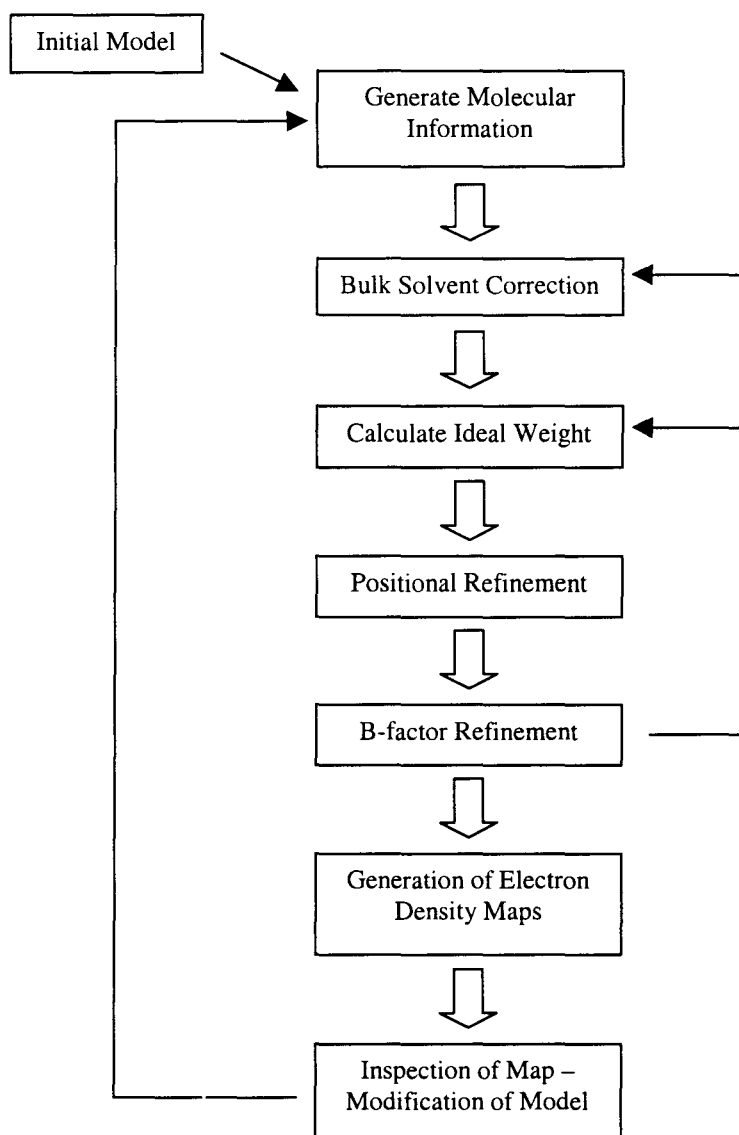 Initial Model
Generate Molecular
Information
Bulk Solvent Correction
Calculate Ideal Weight
Positional Refinement
B-factor Refinement
Generation of Electron
Density Maps
Inspection of Map –
Modification of Model